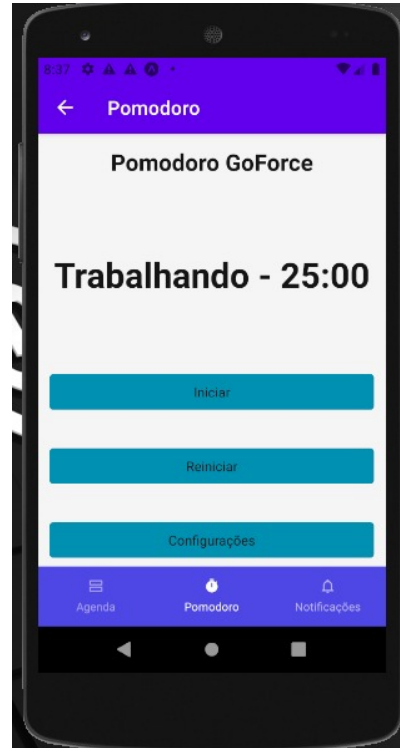 8:37
Pomodoro
Pomodoro GoForce
Trabalhando - 25:00
Iniciar
Reiniciar
Configurações
Agenda
Pomodoro
Notificações